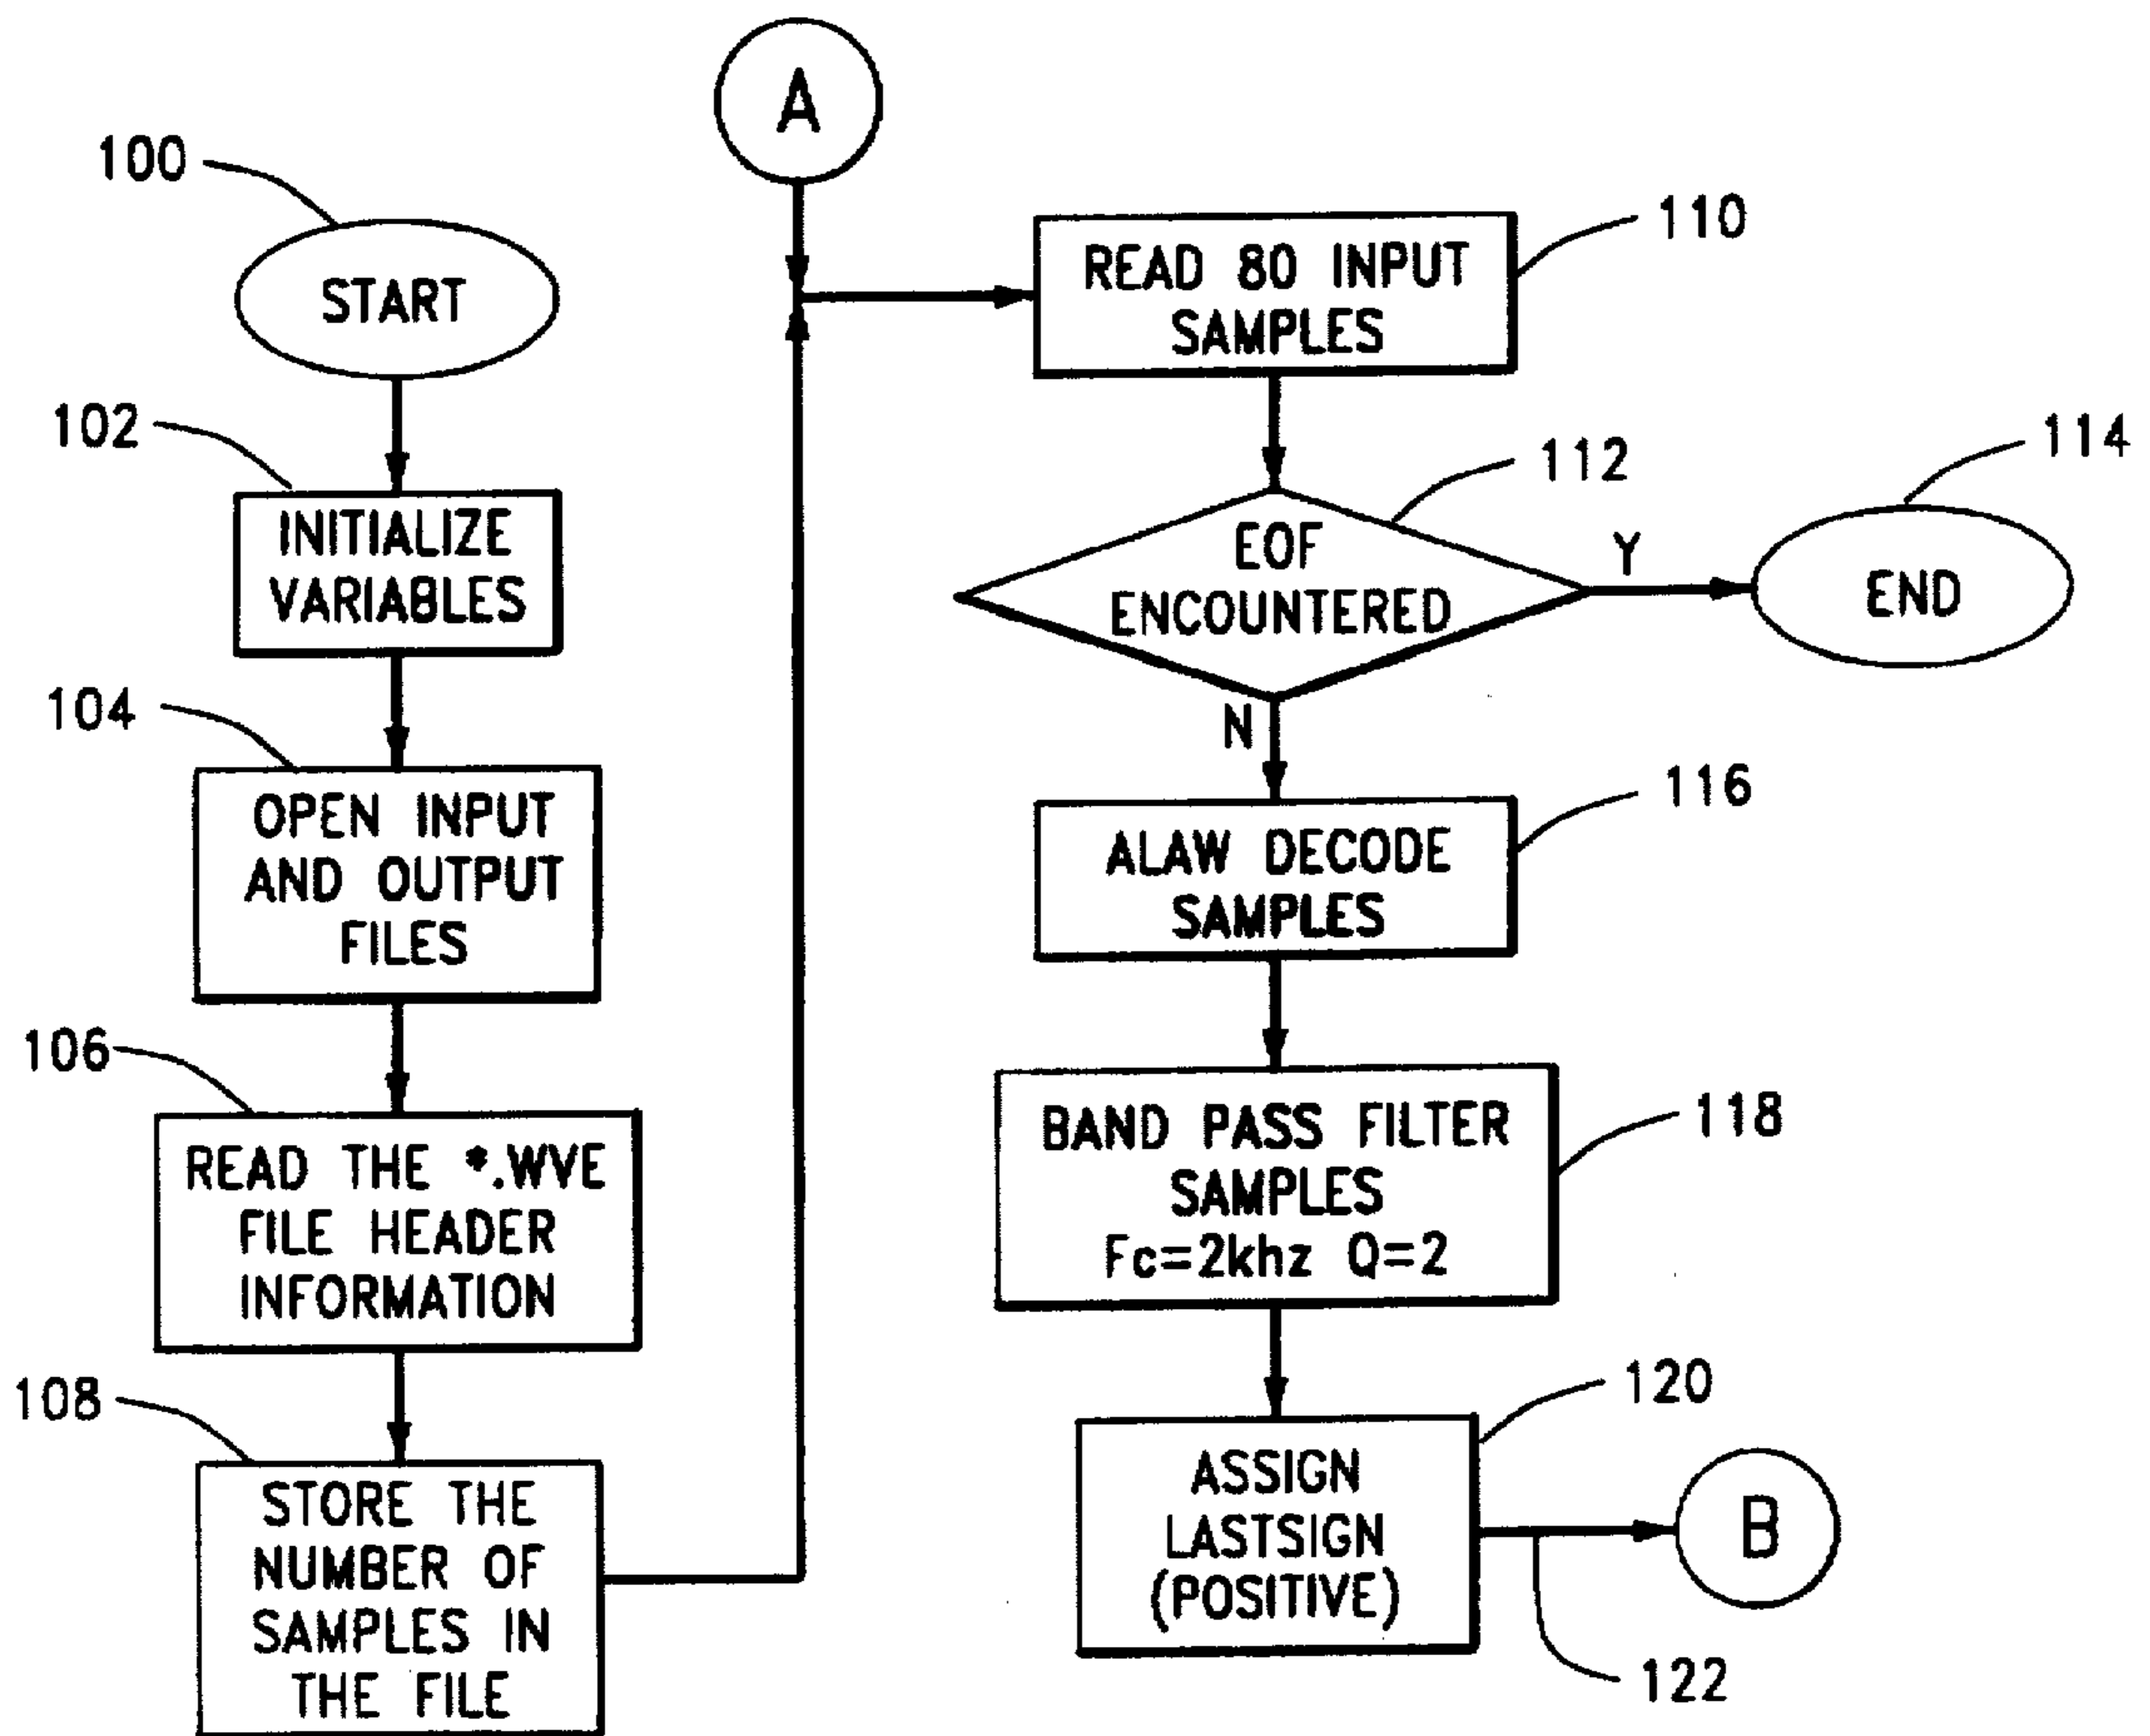 100
START
102
INITIALIZE
VARIABLES
104
OPEN INPUT
AND OUTPUT
FILES
106
READ THE *.WVE
FILE HEADER
INFORMATION
108
STORE THE
NUMBER OF
SAMPLES IN
THE FILE
A
110
READ 80 INPUT
SAMPLES
112
EOF
ENCOUNTERED
Y
114
END
N
116
ALAW DECODE
SAMPLES
118
BAND PASS FILTER
SAMPLES
Fc=2khz Q=2
120
ASSIGN
LASTSIGN
(POSITIVE)
122
B